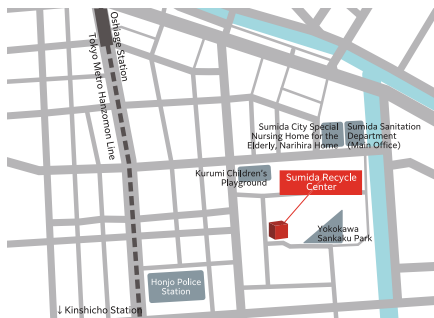 Oshiage Station
Tokyo Metro Hanzomon Line
Sumida City Special
Nursing Home for the
Elderly, Narihira Home
Sumida Sanitation
Department
(Main Office)
Kurumi Children's
Playground
Sumida Recycle
Center
Yokokawa
Sankaku Park
Honjo Police
Station
↓ Kinshicho Station